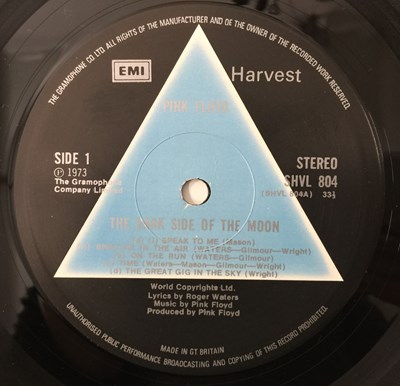 THE GRAMOPHONE CO. LTD. ALL RIGHTS OF THE MANUFACTURER AND OF THE OWNER OF THE RECORDED WORK RESERVED.
EMI
Harvest
PINK FLOYD
SIDE 1
Ⓟ 1973
The Gramophone
Company Limited
STEREO
SHVL 804
(SHVL 804A) 33⅓
THE DARK SIDE OF THE MOON
SPEAK TO ME (Mason)
BREATHE IN THE AIR (WATERS—Gilmour—Wright)
ON THE RUN (WATERS—Gilmour)
TIME (Waters—Mason—Gilmour—Wright)
THE GREAT GIG IN THE SKY (Wright)
World Copyrights Ltd.
Lyrics by Roger Waters
Music by Pink Floyd
Produced by Pink Floyd
UNAUTHORISED PUBLIC PERFORMANCE BROADCASTING AND COPYING OF THIS RECORD PROHIBITED.
MADE IN GT. BRITAIN